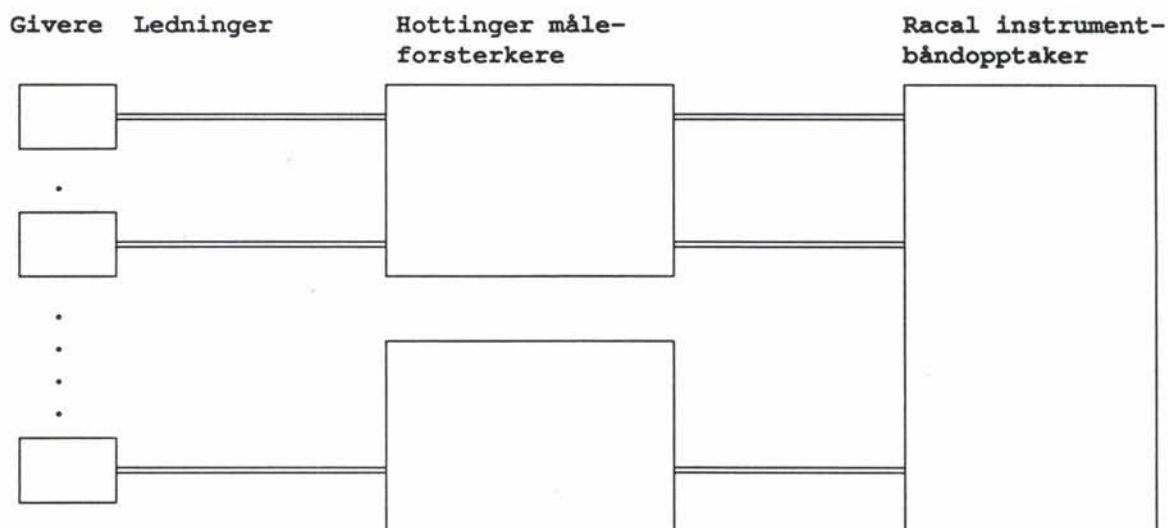 Givere Ledninger
Hottinger måle-
forsterkere
Racal instrument-
båndopptaker